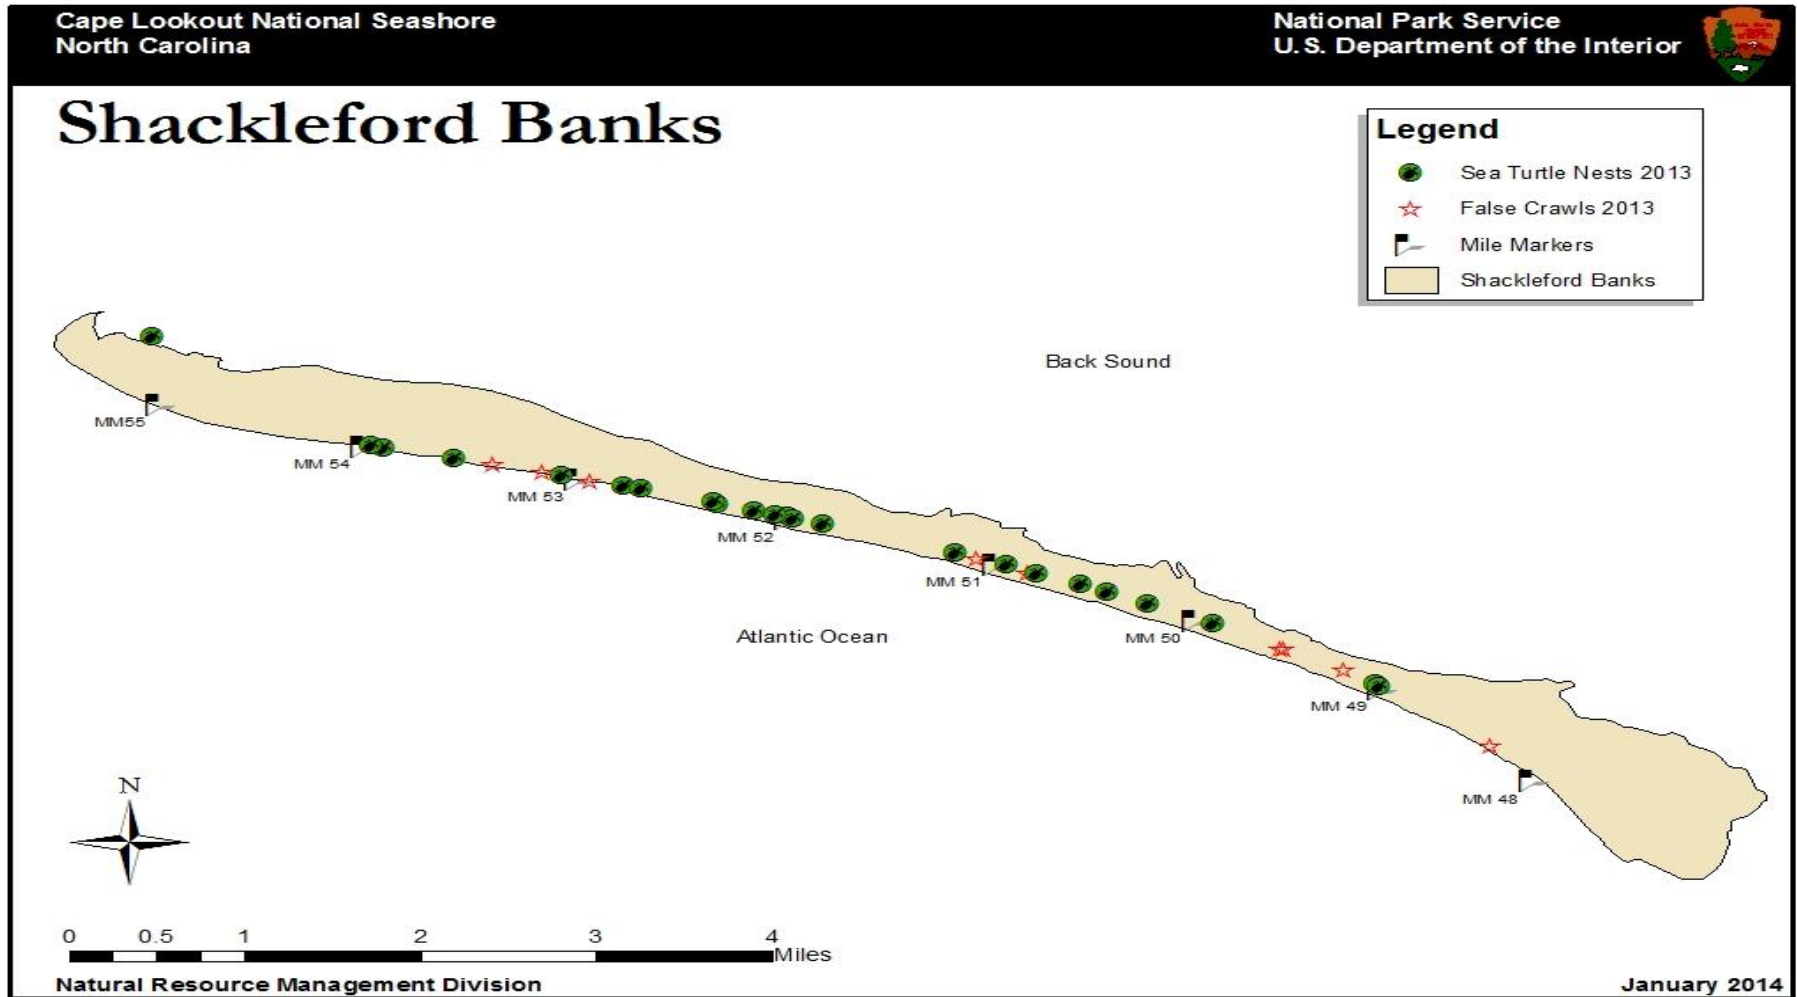 Cape Lookout National Seashore
North Carolina
National Park Service
U.S. Department of the Interior
Shackleford Banks
Legend
Sea Turtle Nests 2013
False Crawls 2013
Mile Markers
Shackleford Banks
Back Sound
MM55
MM 54
MM 53
MM 52
MM 51
Atlantic Ocean
MM 50
MM 49
MM 48
N
0 0.5 1 2 3 4
Miles
Natural Resource Management Division
January 2014